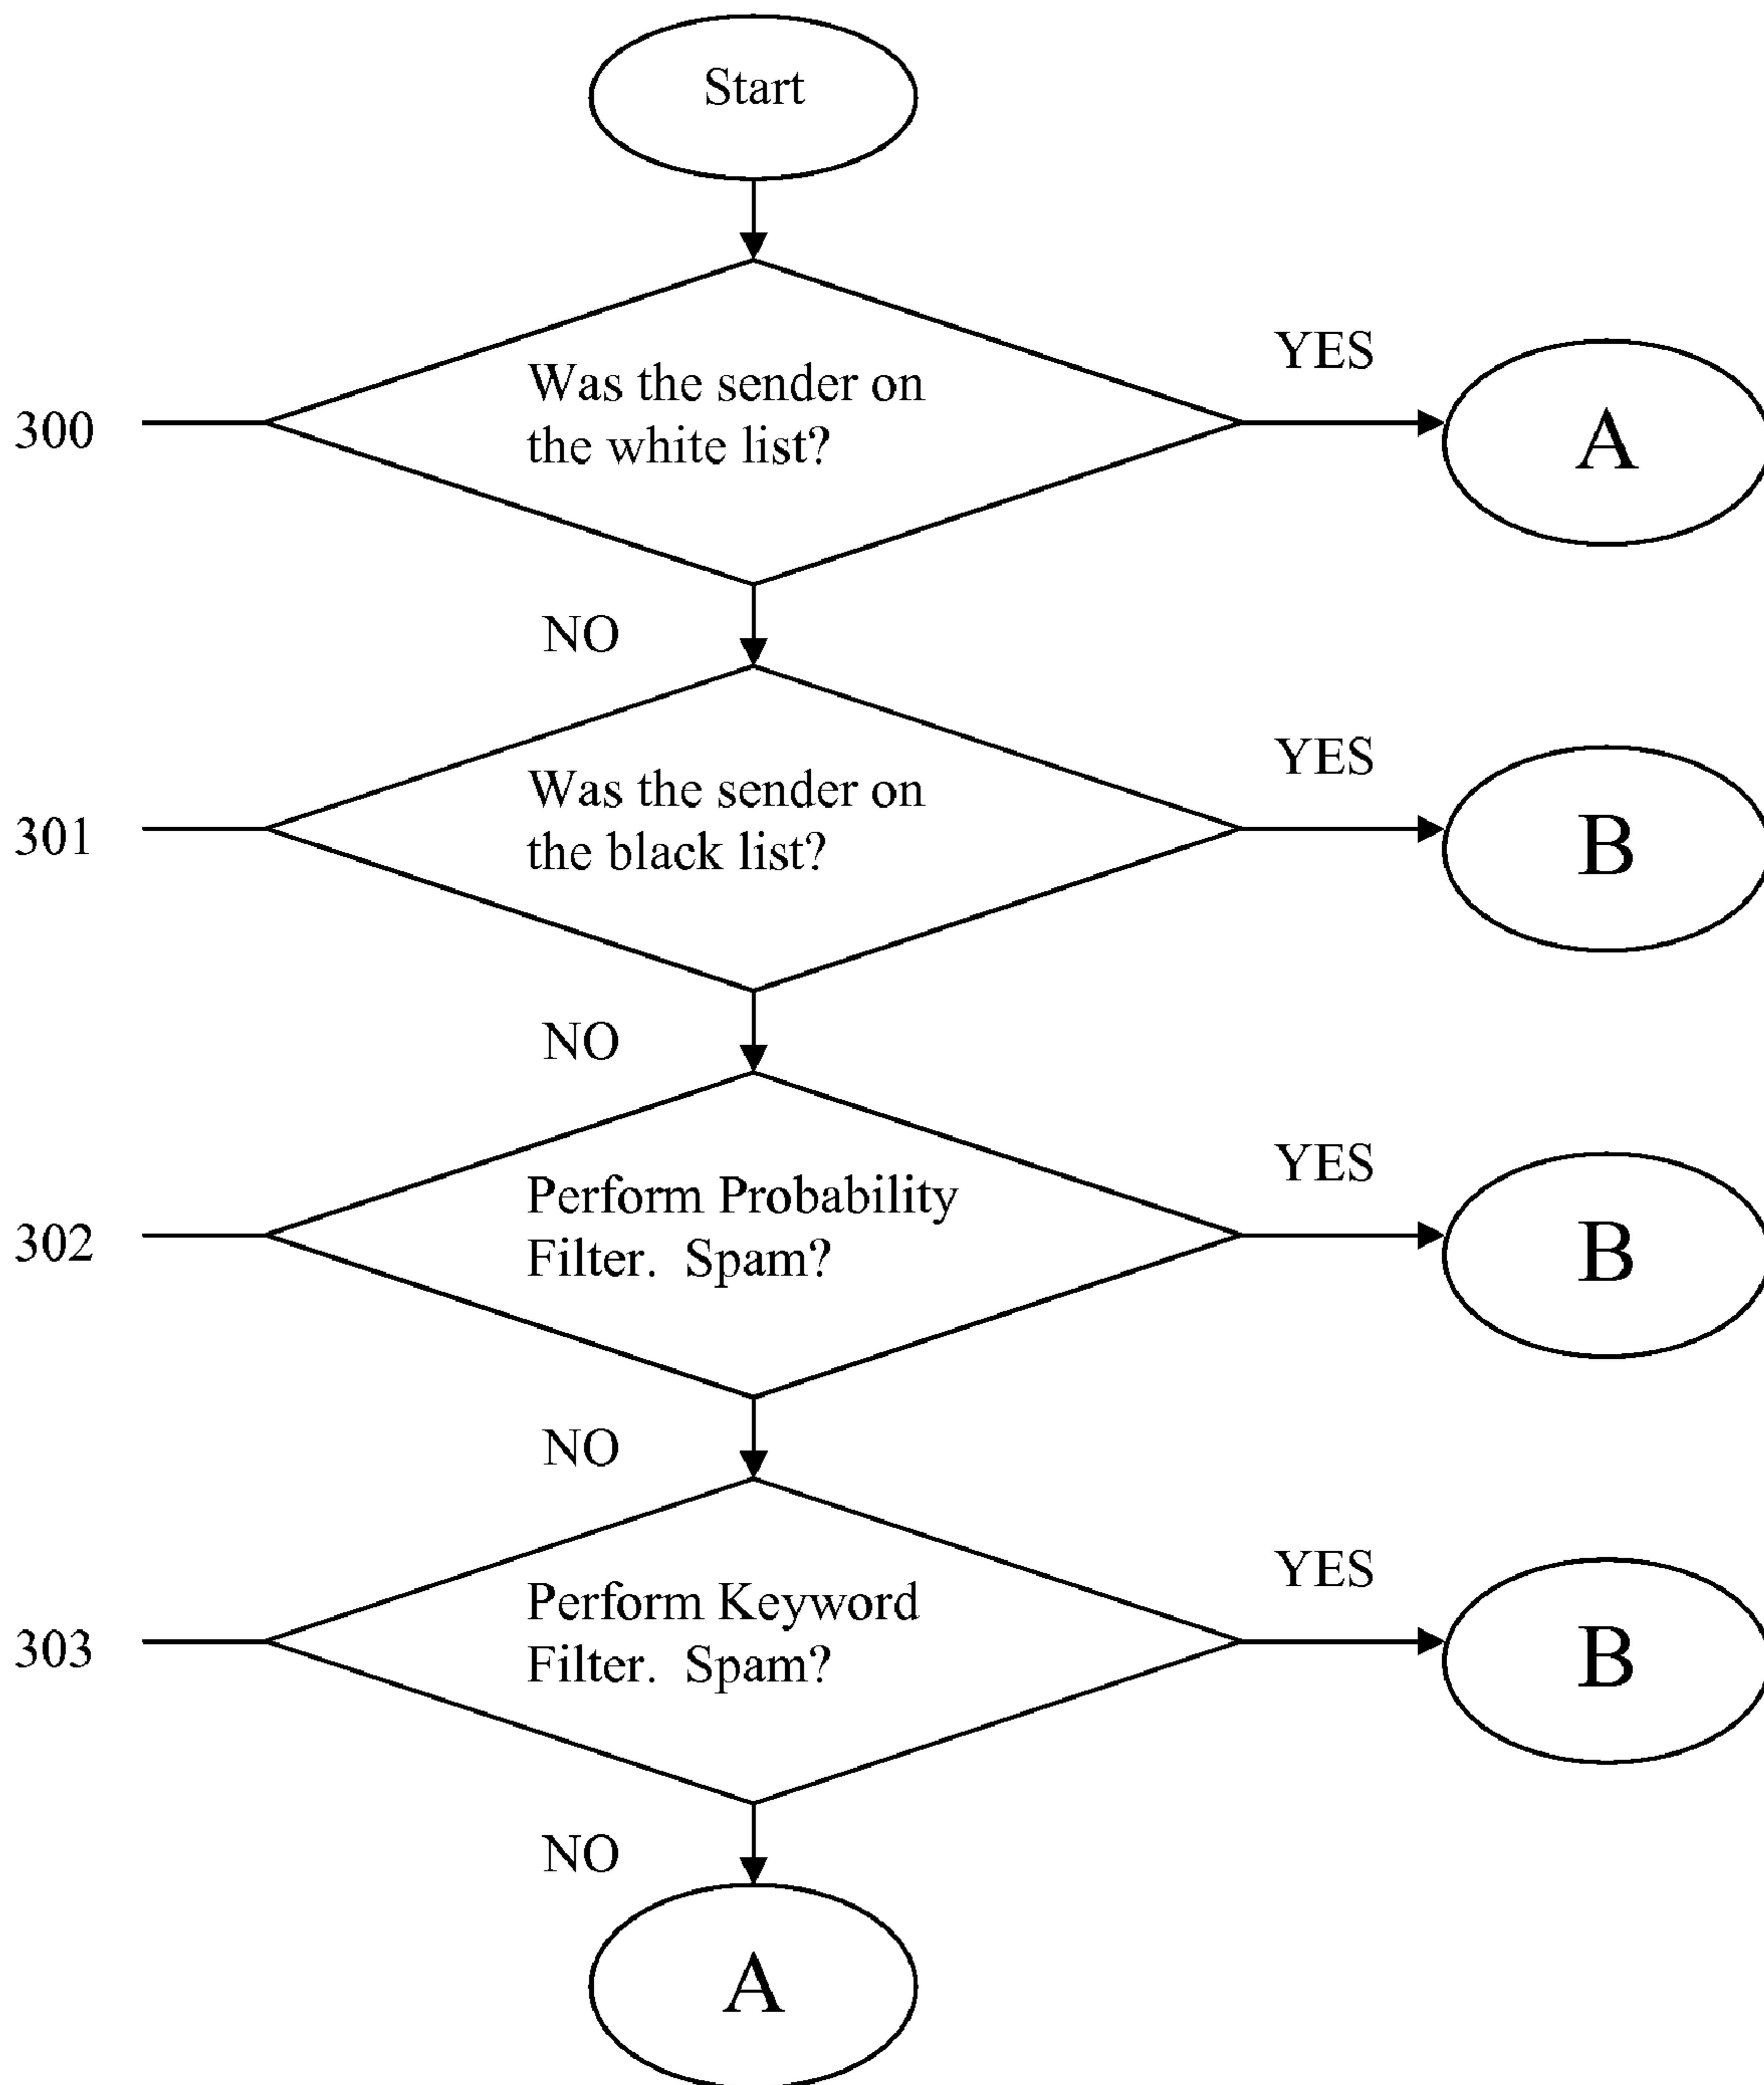 Start
YES
Was the sender on
the white list?
300
A
NO
YES
Was the sender on
the black list?
301
B
NO
YES
Perform Probability
Filter. Spam?
302
B
NO
YES
Perform Keyword
Filter. Spam?
303
B
NO
A